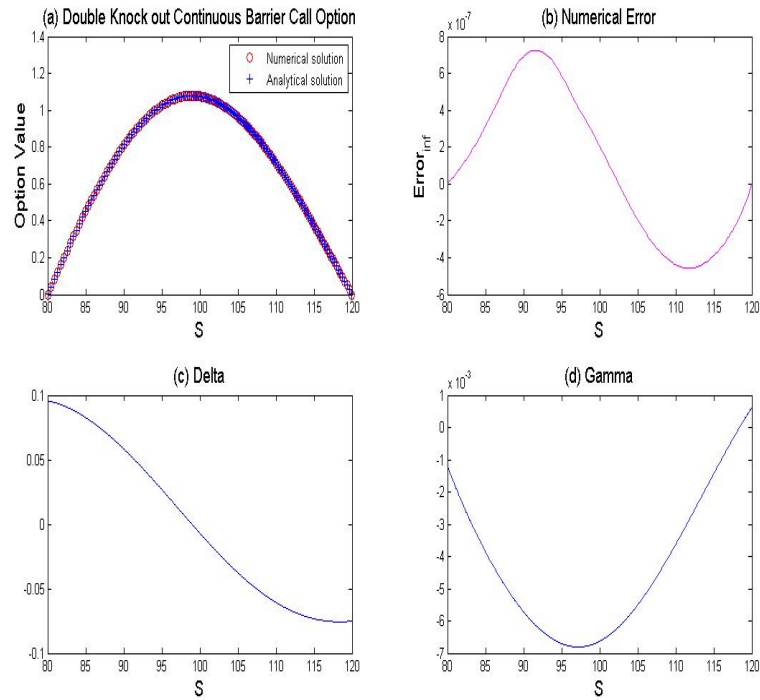 (a) Double Knock out Continuous Barrier Call Option
1.4
1.2
1
0.8
0.6
0.4
0.2
0
Option Value
Numerical solution
Analytical solution
80 85 90 95 100 105 110 115 120
S
(b) Numerical Error
x 10^-7
8
6
4
2
0
-2
-4
-6
Error_inf
80 85 90 95 100 105 110 115 120
S
(c) Delta
0.1
0.05
0
-0.05
-0.1
80 85 90 95 100 105 110 115 120
S
(d) Gamma
x 10^-3
1
0
-1
-2
-3
-4
-5
-6
-7
80 85 90 95 100 105 110 115 120
S